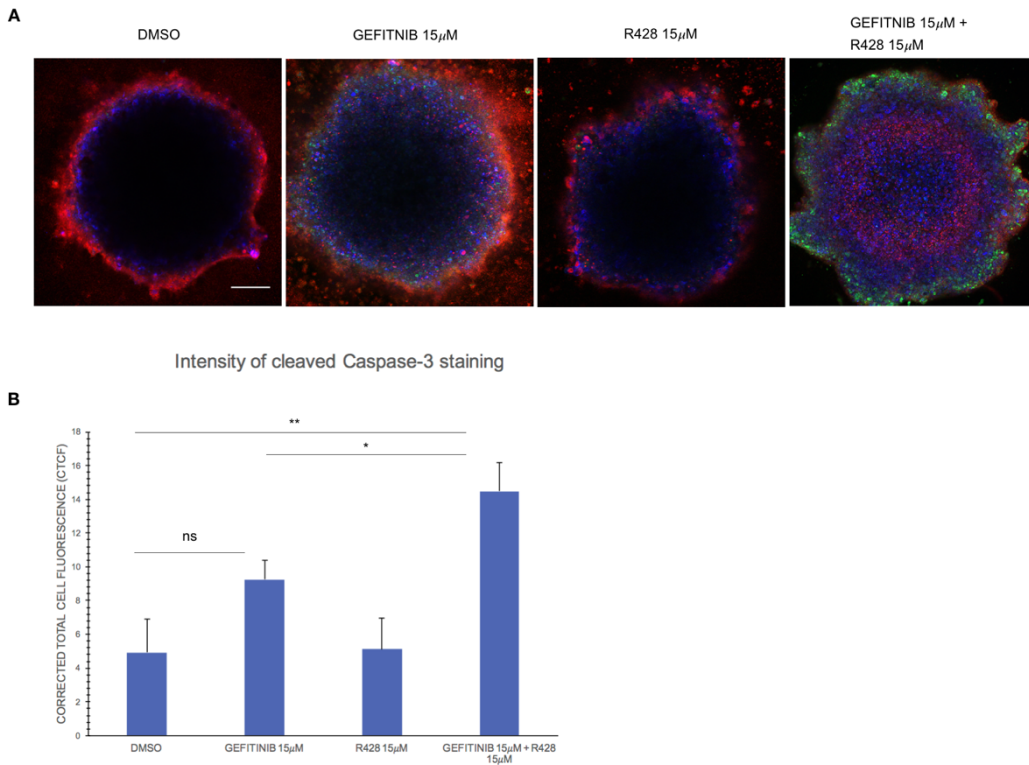 A
DMSO
GEFITNIB 15µM
R428 15µM
GEFITNIB 15µM +
R428 15µM
Intensity of cleaved Caspase-3 staining
B
**
*
ns
CORRECTED TOTAL CELL FLUORESCENCE (CTCF)
18
16
14
12
10
8
6
4
2
0
DMSO
GEFITINIB 15µM
R428 15µM
GEFITINIB 15µM + R428
15µM